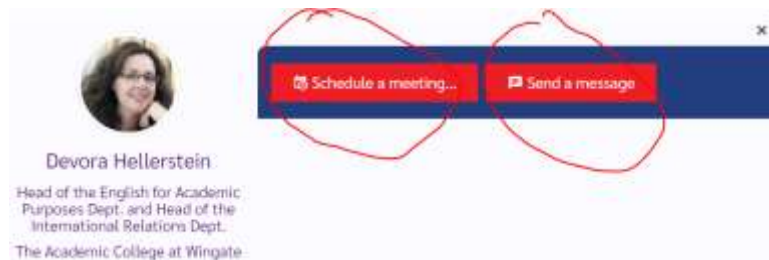 Schedule a meeting...
Send a message
Devora Hellerstein
Head of the English for Academic
Purposes Dept. and Head of the
International Relations Dept.
The Academic College at Wingate